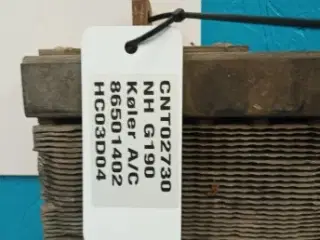 CNT02730
NH G190
Køler A/C
86501402
HC03D04